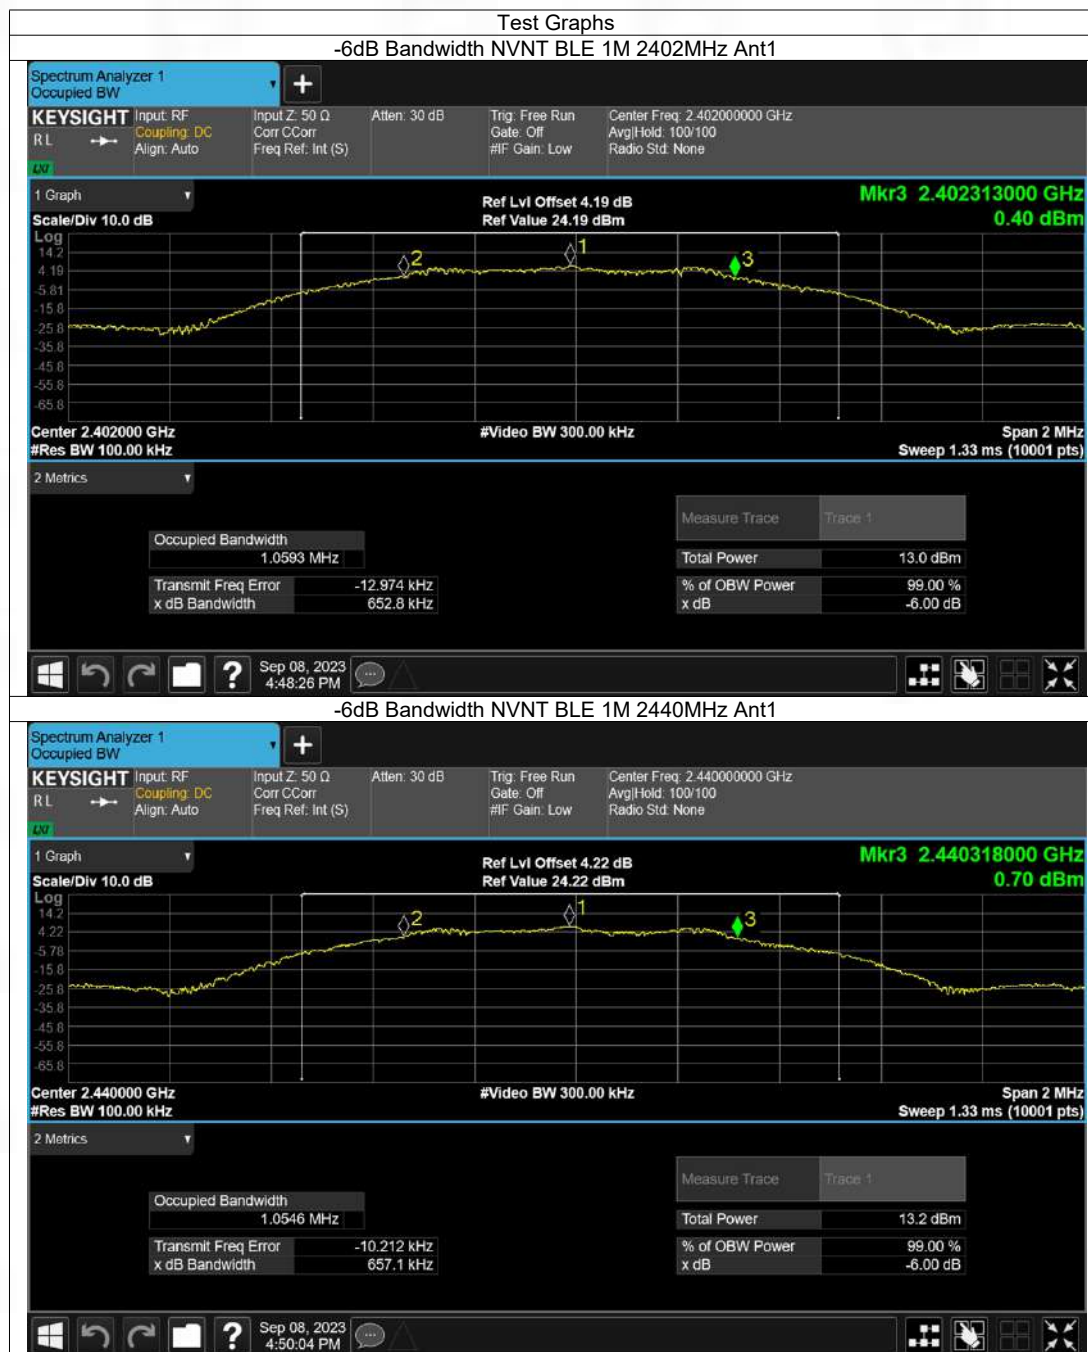 Test Graphs
-6dB Bandwidth NVNT BLE 1M 2402MHz Ant1
Spectrum Analyzer 1
Occupied BW
+
KEYSIGHT Input: RF Input Z: 50 Ω Atten: 30 dB Trig: Free Run Center Freq: 2.402000000 GHz
R L Coupling: DC Corr CCorr Gate: Off Avg|Hold: 100/100
Align: Auto Freq Ref: Int (S) #IF Gain: Low Radio Std: None
LXI
1 Graph Ref Lvl Offset 4.19 dB Mkr3 2.402313000 GHz
Scale/Div 10.0 dB Ref Value 24.19 dBm 0.40 dBm
Log
14.2
4.19
-5.81
-15.8
-25.8
-35.8
-45.8
-55.8
-65.8
2 1 3
Center 2.402000 GHz #Video BW 300.00 kHz Span 2 MHz
#Res BW 100.00 kHz Sweep 1.33 ms (10001 pts)
2 Metrics
Measure Trace Trace 1
Occupied Bandwidth
1.0593 MHz Total Power 13.0 dBm
Transmit Freq Error -12.974 kHz % of OBW Power 99.00 %
x dB Bandwidth 652.8 kHz x dB -6.00 dB
? Sep 08, 2023
4:48:26 PM
-6dB Bandwidth NVNT BLE 1M 2440MHz Ant1
Spectrum Analyzer 1
Occupied BW
+
KEYSIGHT Input: RF Input Z: 50 Ω Atten: 30 dB Trig: Free Run Center Freq: 2.440000000 GHz
R L Coupling: DC Corr CCorr Gate: Off Avg|Hold: 100/100
Align: Auto Freq Ref: Int (S) #IF Gain: Low Radio Std: None
LXI
1 Graph Ref Lvl Offset 4.22 dB Mkr3 2.440318000 GHz
Scale/Div 10.0 dB Ref Value 24.22 dBm 0.70 dBm
Log
14.2
4.22
-5.78
-15.8
-25.8
-35.8
-45.8
-55.8
-65.8
2 1 3
Center 2.440000 GHz #Video BW 300.00 kHz Span 2 MHz
#Res BW 100.00 kHz Sweep 1.33 ms (10001 pts)
2 Metrics
Measure Trace Trace 1
Occupied Bandwidth
1.0546 MHz Total Power 13.2 dBm
Transmit Freq Error -10.212 kHz % of OBW Power 99.00 %
x dB Bandwidth 657.1 kHz x dB -6.00 dB
? Sep 08, 2023
4:50:04 PM